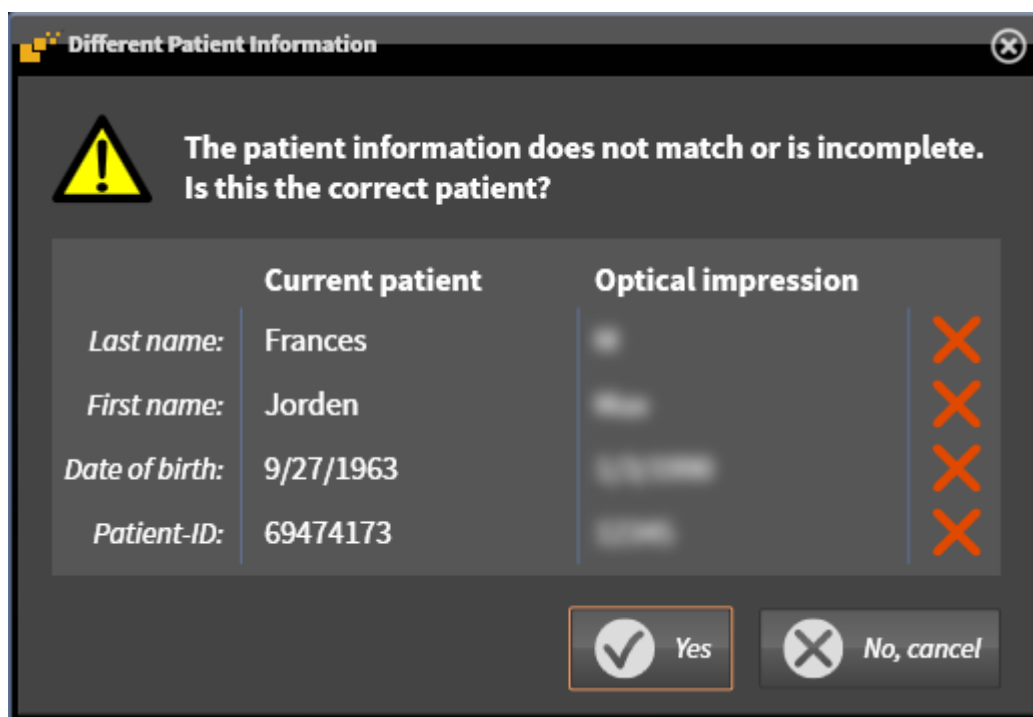 Different Patient Information
The patient information does not match or is incomplete.
Is this the correct patient?
Current patient Optical impression
Last name: Frances
First name: Jorden
Date of birth: 9/27/1963
Patient-ID: 69474173
Yes No, cancel